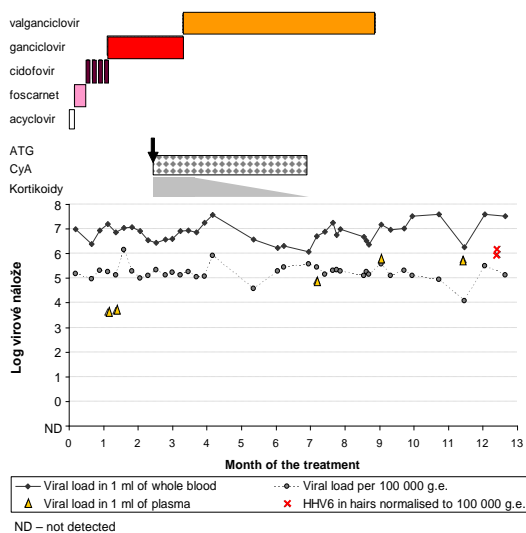 valganciclovir
ganciclovir
cidofovir
foscarnet
acyclovir
ATG
CyA
Kortikoidy
Log virové nálože
8
7
6
5
4
3
2
1
0
ND
0 1 2 3 4 5 6 7 8 9 10 11 12 13
Month of the treatment
Viral load in 1 ml of whole blood
Viral load per 100 000 g.e.
Viral load in 1 ml of plasma
HHV6 in hairs normalised to 100 000 g.e.
ND – not detected